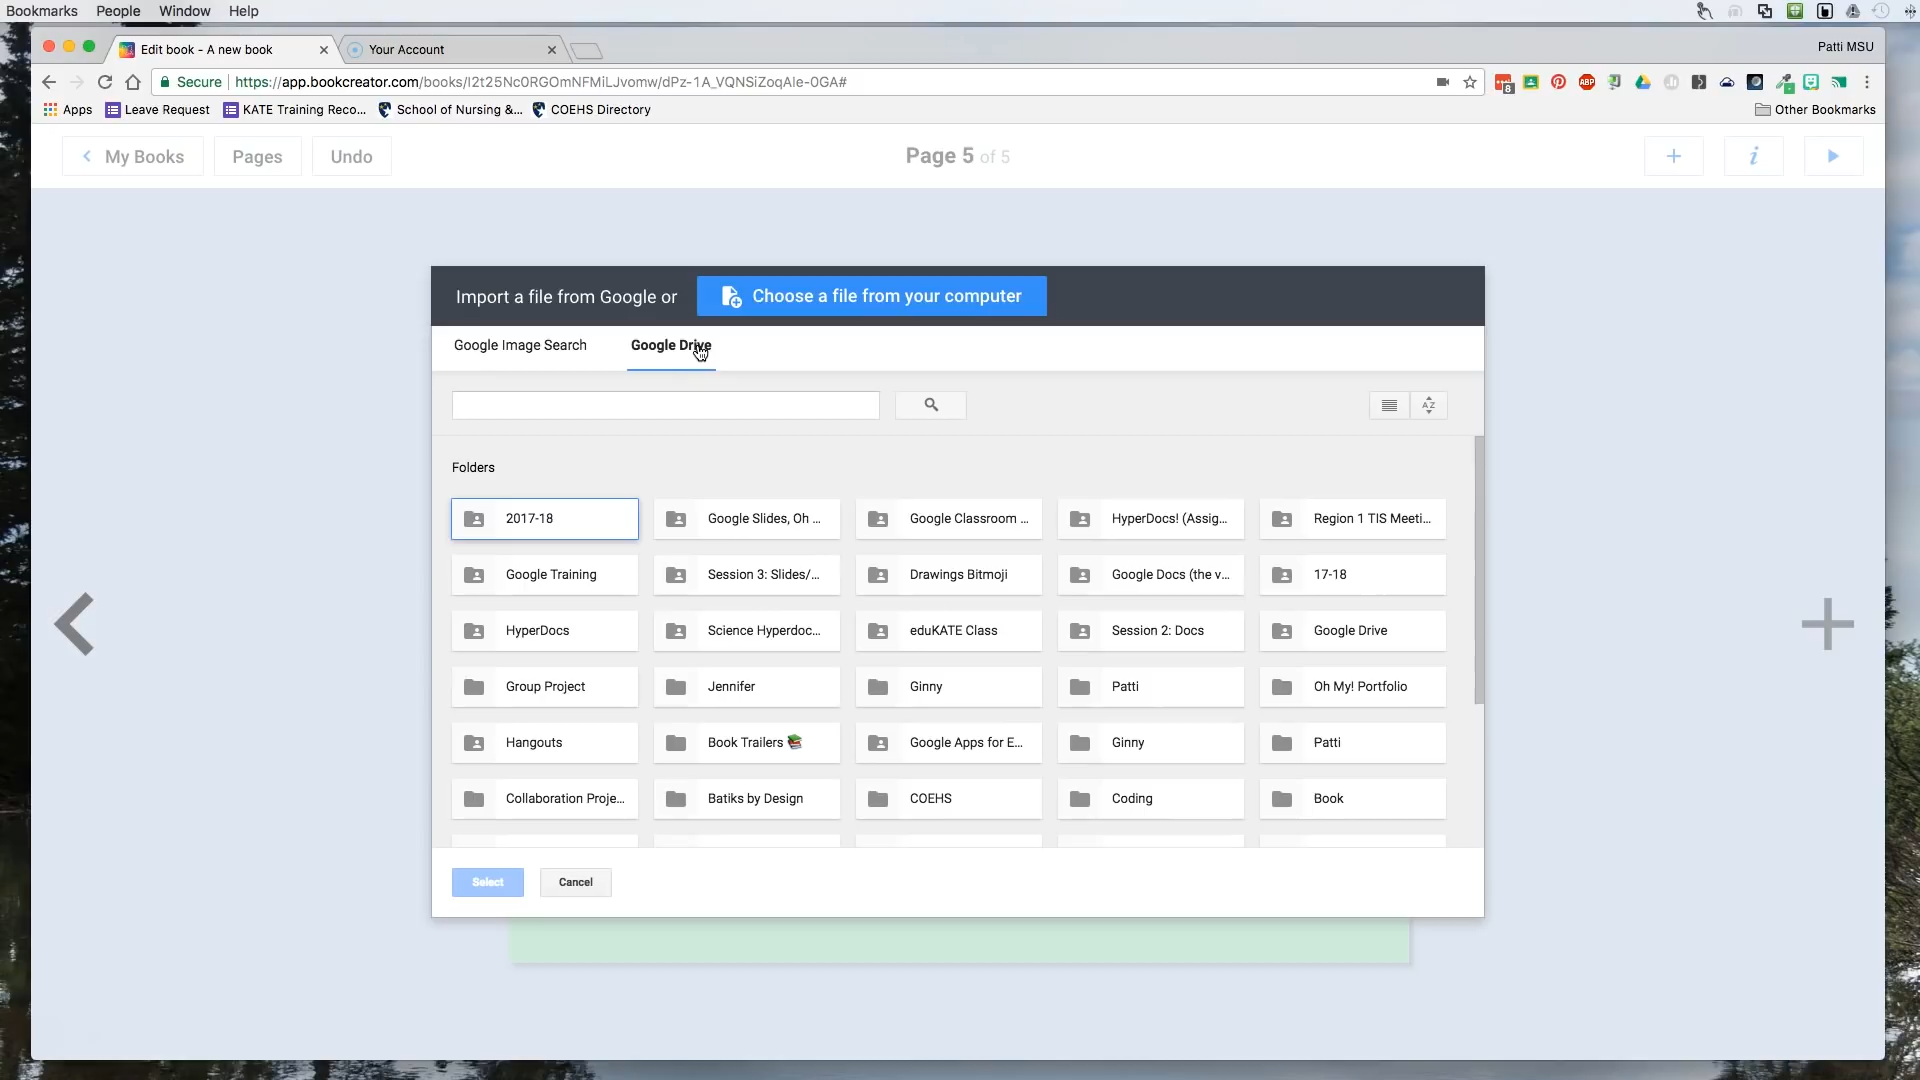 Bookmarks People Window Help
Edit book - A new book
Your Account
Patti MSU
Secure https://app.bookcreator.com/books/I2t25Nc0RGOmNFMiLJvomw/dPz-1A_VQNSiZoqAIe-0GA#
ABP
8
Apps Leave Request KATE Training Reco... School of Nursing &... COEHS Directory Other Bookmarks
My Books Pages Undo Page 5 of 5 i
Import a file from Google or Choose a file from your computer
Google Image Search Google Drive
AZ
Folders
2017-18 Google Slides, Oh ... Google Classroom ... HyperDocs! (Assig... Region 1 TIS Meeti...
Google Training Session 3: Slides/... Drawings Bitmoji Google Docs (the v... 17-18
HyperDocs Science Hyperdoc... eduKATE Class Session 2: Docs Google Drive
Group Project Jennifer Ginny Patti Oh My! Portfolio
Hangouts Book Trailers 📚 Google Apps for E... Ginny Patti
Collaboration Proje... Batiks by Design COEHS Coding Book
Select Cancel